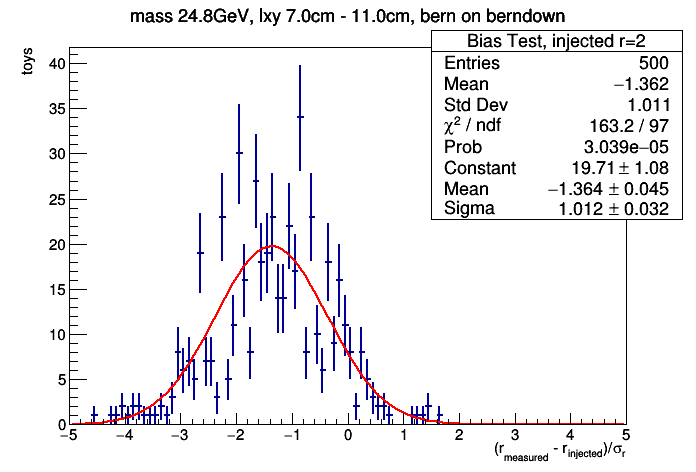 mass 24.8GeV, lxy 7.0cm - 11.0cm, bern on berndown
toys
Bias Test, injected r=2
Entries 500
Mean −1.362
Std Dev 1.011
χ² / ndf 163.2 / 97
Prob 3.039e−05
Constant 19.71 ± 1.08
Mean −1.364 ± 0.045
Sigma 1.012 ± 0.032
40
35
30
25
20
15
10
5
0
−5 −4 −3 −2 −1 0 1 2 3 4 5
(r_measured - r_injected)/σ_r